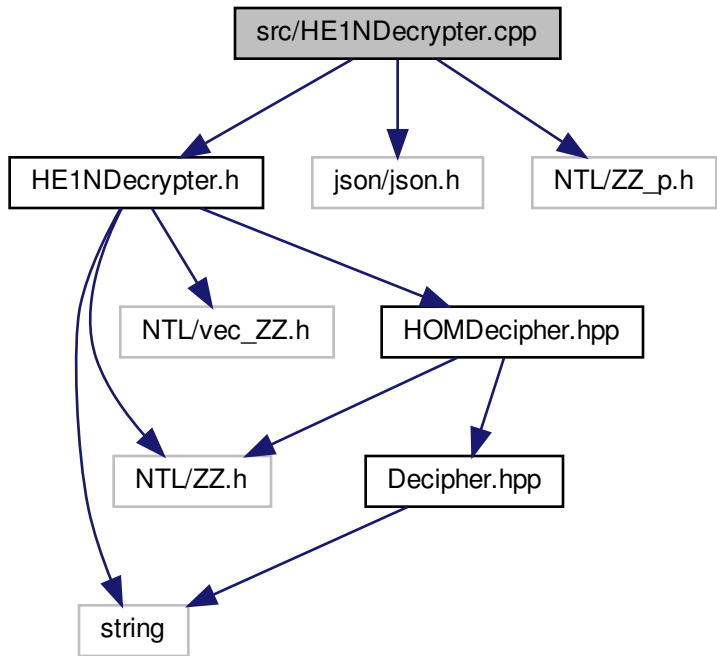 src/HE1NDecrypter.cpp
HE1NDecrypter.h
json/json.h
NTL/ZZ_p.h
NTL/vec_ZZ.h
HOMDecipher.hpp
NTL/ZZ.h
Decipher.hpp
string